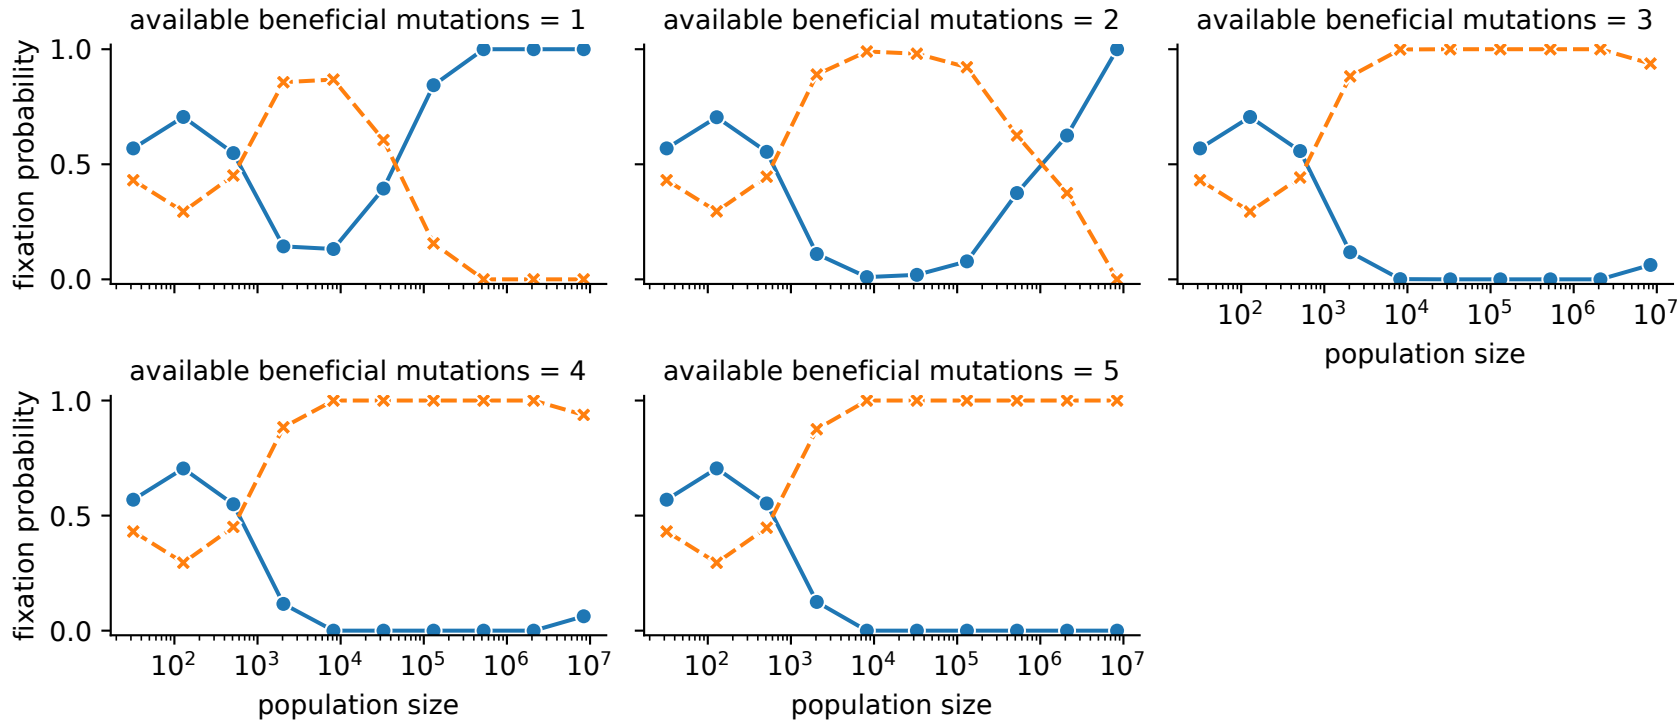 available beneficial mutations = 1
available beneficial mutations = 2
available beneficial mutations = 3
fixation probability
1.0
0.5
0.0
10²
10³
10⁴
10⁵
10⁶
10⁷
population size
available beneficial mutations = 4
available beneficial mutations = 5
fixation probability
1.0
0.5
0.0
10²
10³
10⁴
10⁵
10⁶
10⁷
10²
10³
10⁴
10⁵
10⁶
10⁷
population size
population size